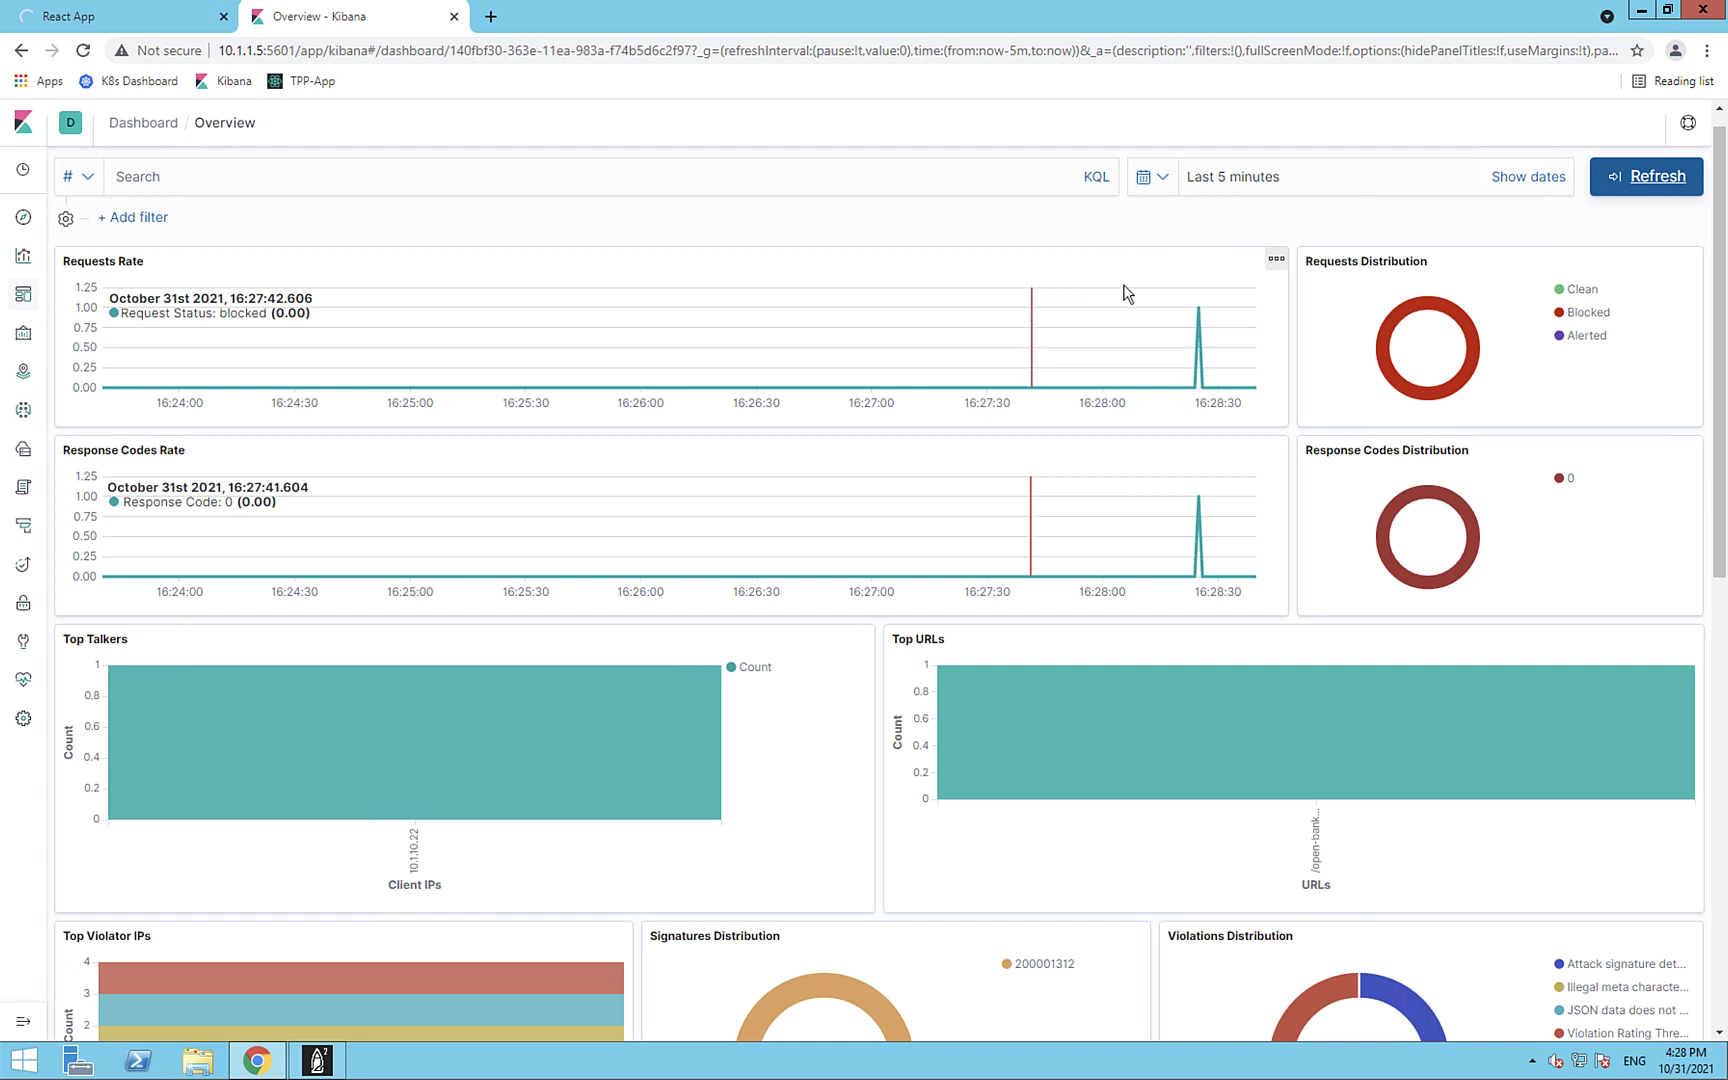 React App
Overview - Kibana
Not secure
10.1.1.5:5601/app/kibana#/dashboard/140fbf30-363e-11ea-983a-f74b5d6c2f97?_g=(refreshInterval:(pause:!t,value:0),time:(from:now-5m,to:now))&_a=(description:'',filters:!(),fullScreenMode:!f,options:(hidePanelTitles:!f,useMargins:!t),pa...
Apps
K8s Dashboard
Kibana
TPP-App
Reading list
D
Dashboard / Overview
#
Search
KQL
Last 5 minutes
Show dates
Refresh
+ Add filter
Requests Rate
1.25
1.00
0.75
0.50
0.25
0.00
October 31st 2021, 16:27:42.606
Request Status: blocked (0.00)
16:24:00 16:24:30 16:25:00 16:25:30 16:26:00 16:26:30 16:27:00 16:27:30 16:28:00 16:28:30
Requests Distribution
Clean
Blocked
Alerted
Response Codes Rate
1.25
1.00
0.75
0.50
0.25
0.00
October 31st 2021, 16:27:41.604
Response Code: 0 (0.00)
16:24:00 16:24:30 16:25:00 16:25:30 16:26:00 16:26:30 16:27:00 16:27:30 16:28:00 16:28:30
Response Codes Distribution
0
Top Talkers
1
0.8
0.6
0.4
0.2
0
Count
Count
10.1.10.22
Client IPs
Top URLs
1
0.8
0.6
0.4
0.2
0
Count
/open-bank...
URLs
Top Violator IPs
4
3
2
Count
Signatures Distribution
200001312
Violations Distribution
Attack signature det...
Illegal meta characte...
JSON data does not ...
Violation Rating Thre...
2
ENG
4:28 PM
10/31/2021